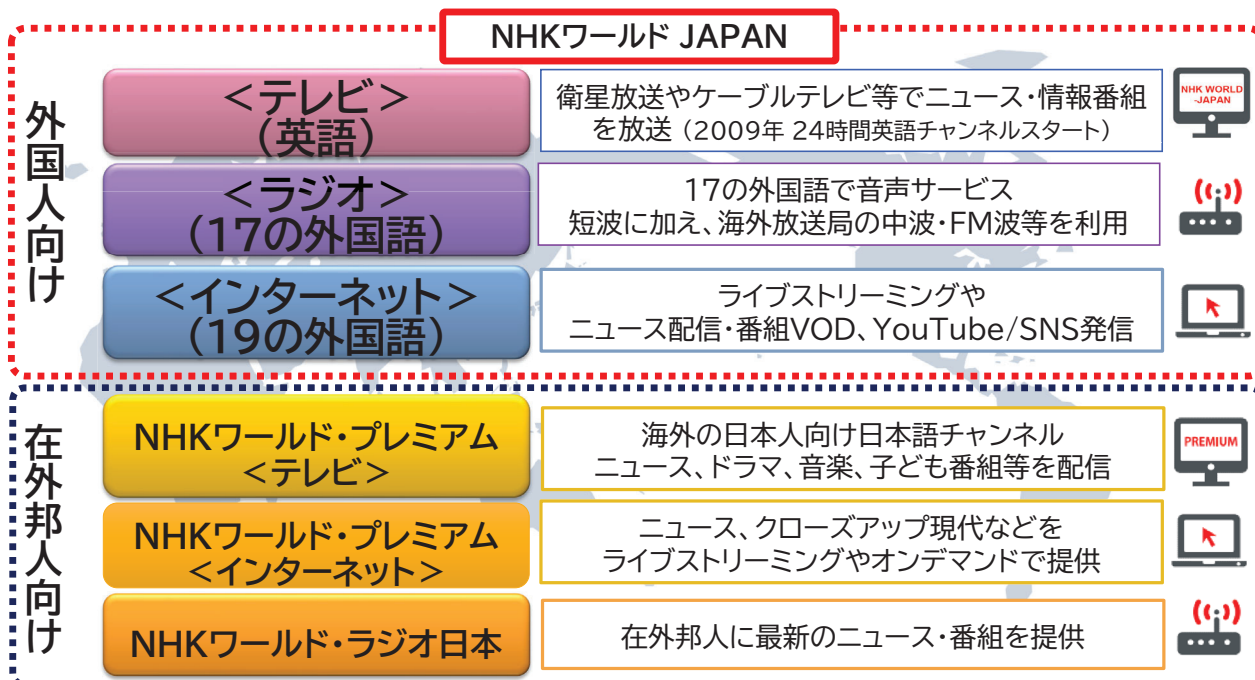 NHKワールド JAPAN
外国人向け
<テレビ>
(英語)
衛星放送やケーブルテレビ等でニュース・情報番組
を放送 (2009年 24時間英語チャンネルスタート)
NHK WORLD
-JAPAN
<ラジオ>
(17の外国語)
17の外国語で音声サービス
短波に加え、海外放送局の中波・FM波等を利用
<インターネット>
(19の外国語)
ライブストリーミングや
ニュース配信・番組VOD、YouTube/SNS発信
在外邦人向け
NHKワールド・プレミアム
<テレビ>
海外の日本人向け日本語チャンネル
ニュース、ドラマ、音楽、子ども番組等を配信
PREMIUM
NHKワールド・プレミアム
<インターネット>
ニュース、クローズアップ現代などを
ライブストリーミングやオンデマンドで提供
NHKワールド・ラジオ日本
在外邦人に最新のニュース・番組を提供